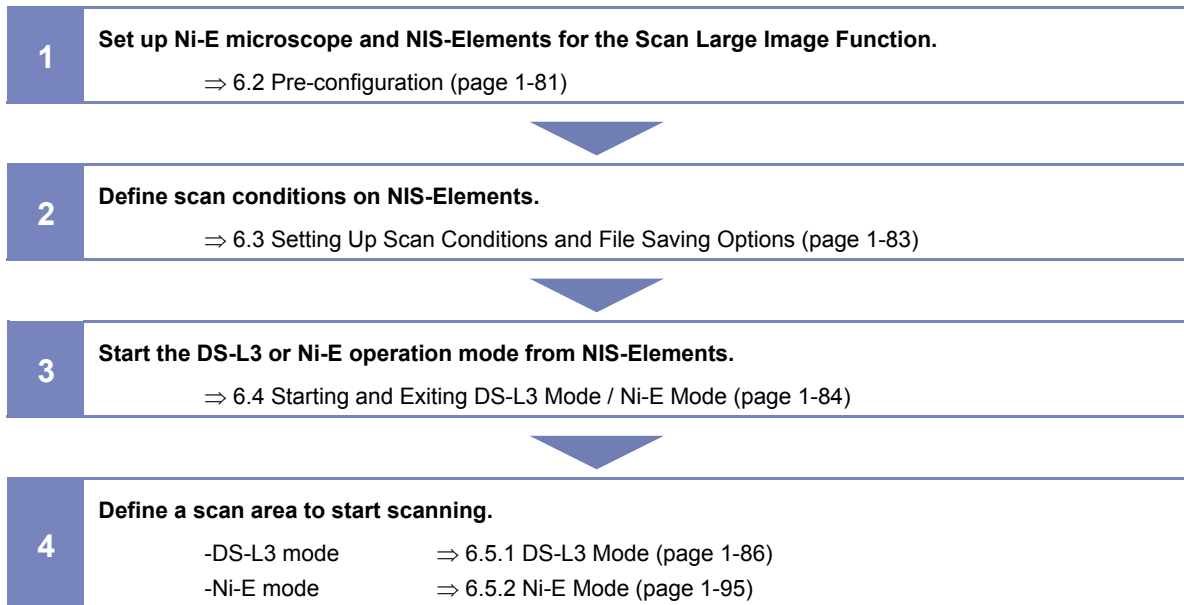 1
Set up Ni-E microscope and NIS-Elements for the Scan Large Image Function.
⇒ 6.2 Pre-configuration (page 1-81)
2
Define scan conditions on NIS-Elements.
⇒ 6.3 Setting Up Scan Conditions and File Saving Options (page 1-83)
3
Start the DS-L3 or Ni-E operation mode from NIS-Elements.
⇒ 6.4 Starting and Exiting DS-L3 Mode / Ni-E Mode (page 1-84)
4
Define a scan area to start scanning.
-DS-L3 mode ⇒ 6.5.1 DS-L3 Mode (page 1-86)
-Ni-E mode ⇒ 6.5.2 Ni-E Mode (page 1-95)